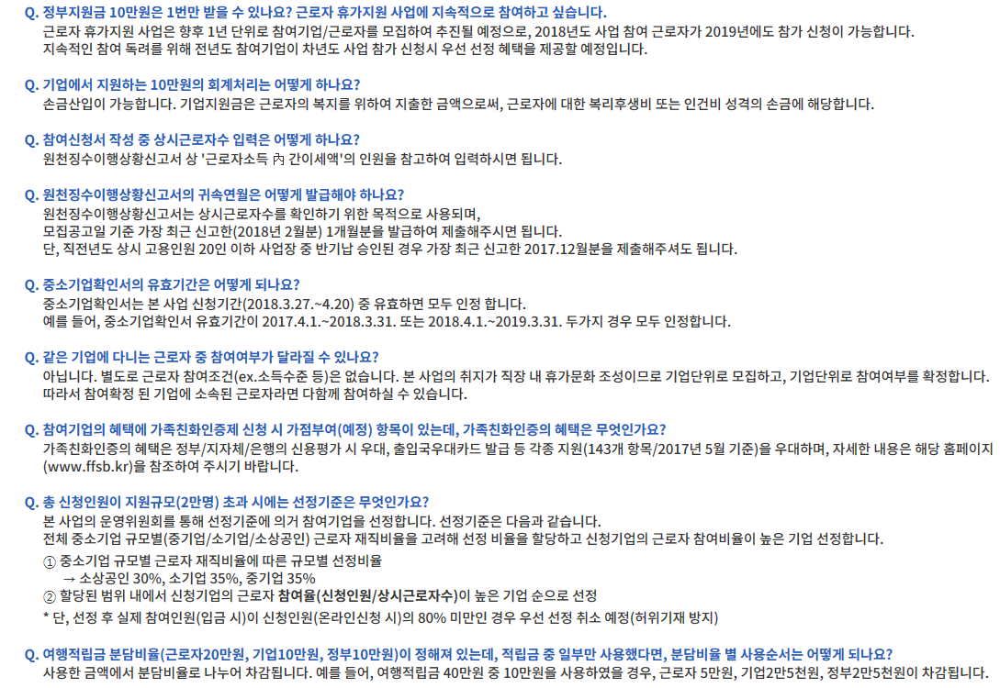 Q. 정부지원금 10만원은 1번만 받을 수 있나요? 근로자 휴가지원 사업에 지속적으로 참여하고 싶습니다.
근로자 휴가지원 사업은 향후 1년 단위로 참여기업/근로자를 모집하여 추진될 예정으로, 2018년도 사업 참여 근로자가 2019년에도 참가 신청이 가능합니다.
지속적인 참여 독려를 위해 전년도 참여기업이 차년도 사업 참가 신청시 우선 선정 혜택을 제공할 예정입니다.
Q. 기업에서 지원하는 10만원의 회계처리는 어떻게 하나요?
손금산입이 가능합니다. 기업지원금은 근로자의 복지를 위하여 지출한 금액으로써, 근로자에 대한 복리후생비 또는 인건비 성격의 손금에 해당합니다.
Q. 참여신청서 작성 중 상시근로자수 입력은 어떻게 하나요?
원천징수이행상황신고서 상 '근로자소득 內 간이세액'의 인원을 참고하여 입력하시면 됩니다.
Q. 원천징수이행상황신고서의 귀속연월은 어떻게 발급해야 하나요?
원천징수이행상황신고서는 상시근로자수를 확인하기 위한 목적으로 사용되며,
모집공고일 기준 가장 최근 신고한(2018년 2월분) 1개월분을 발급하여 제출해주시면 됩니다.
단, 직전년도 상시 고용인원 20인 이하 사업장 중 반기납 승인된 경우 가장 최근 신고한 2017.12월분을 제출해주셔도 됩니다.
Q. 중소기업확인서의 유효기간은 어떻게 되나요?
중소기업확인서는 본 사업 신청기간(2018.3.27.~4.20) 중 유효하면 모두 인정 합니다.
예를 들어, 중소기업확인서 유효기간이 2017.4.1.~2018.3.31. 또는 2018.4.1.~2019.3.31. 두가지 경우 모두 인정합니다.
Q. 같은 기업에 다니는 근로자 중 참여여부가 달라질 수 있나요?
아닙니다. 별도로 근로자 참여조건(ex.소득수준 등)은 없습니다. 본 사업의 취지가 직장 내 휴가문화 조성이므로 기업단위로 모집하고, 기업단위로 참여여부를 확정합니다.
따라서 참여확정 된 기업에 소속된 근로자라면 다함께 참여하실 수 있습니다.
Q. 참여기업의 혜택에 가족친화인증제 신청 시 가점부여(예정) 항목이 있는데, 가족친화인증의 혜택은 무엇인가요?
가족친화인증의 혜택은 정부/지자체/은행의 신용평가 시 우대, 출입국우대카드 발급 등 각종 지원(143개 항목/2017년 5월 기준)을 우대하며, 자세한 내용은 해당 홈페이지
(www.ffsb.kr)을 참조하여 주시기 바랍니다.
Q. 총 신청인원이 지원규모(2만명) 초과 시에는 선정기준은 무엇인가요?
본 사업의 운영위원회를 통해 선정기준에 의거 참여기업을 선정합니다. 선정기준은 다음과 같습니다.
전체 중소기업 규모별(중기업/소기업/소상공인) 근로자 재직비율을 고려해 선정 비율을 할당하고 신청기업의 근로자 참여비율이 높은 기업 선정합니다.
① 중소기업 규모별 근로자 재직비율에 따른 규모별 선정비율
→ 소상공인 30%, 소기업 35%, 중기업 35%
② 할당된 범위 내에서 신청기업의 근로자 참여율(신청인원/상시근로자수)이 높은 기업 순으로 선정
* 단, 선정 후 실제 참여인원(입금 시)이 신청인원(온라인신청 시)의 80% 미만인 경우 우선 선정 취소 예정(허위기재 방지)
Q. 여행적립금 분담비율(근로자20만원, 기업10만원, 정부10만원)이 정해져 있는데, 적립금 중 일부만 사용했다면, 분담비율 별 사용순서는 어떻게 되나요?
사용한 금액에서 분담비율로 나누어 차감됩니다. 예를 들어, 여행적립금 40만원 중 10만원을 사용하였을 경우, 근로자 5만원, 기업2만5천원, 정부2만5천원이 차감됩니다.